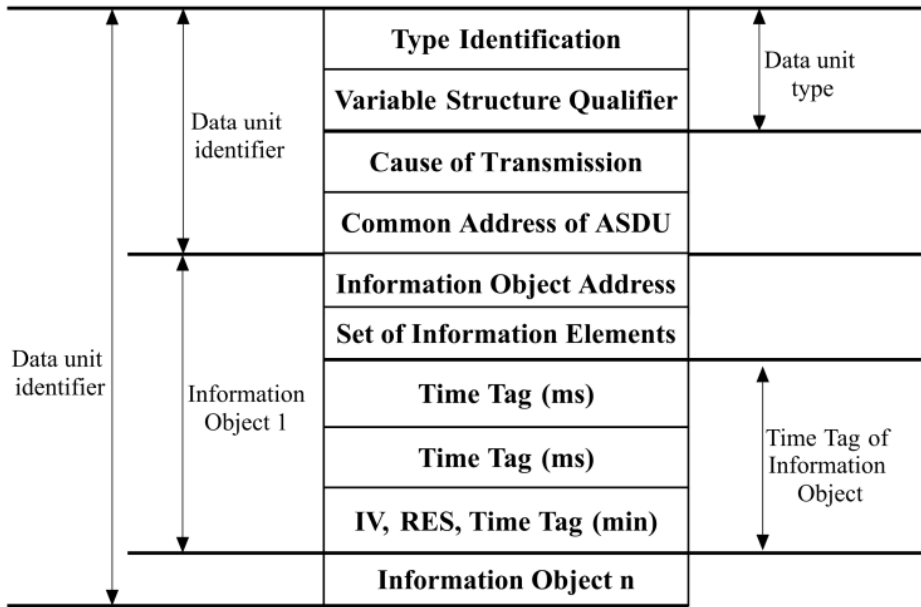 Type Identification
Variable Structure Qualifier
Cause of Transmission
Common Address of ASDU
Information Object Address
Set of Information Elements
Time Tag (ms)
Time Tag (ms)
IV, RES, Time Tag (min)
Information Object n
Data unit
identifier
Data unit
identifier
Information
Object 1
Data unit
type
Time Tag of
Information
Object